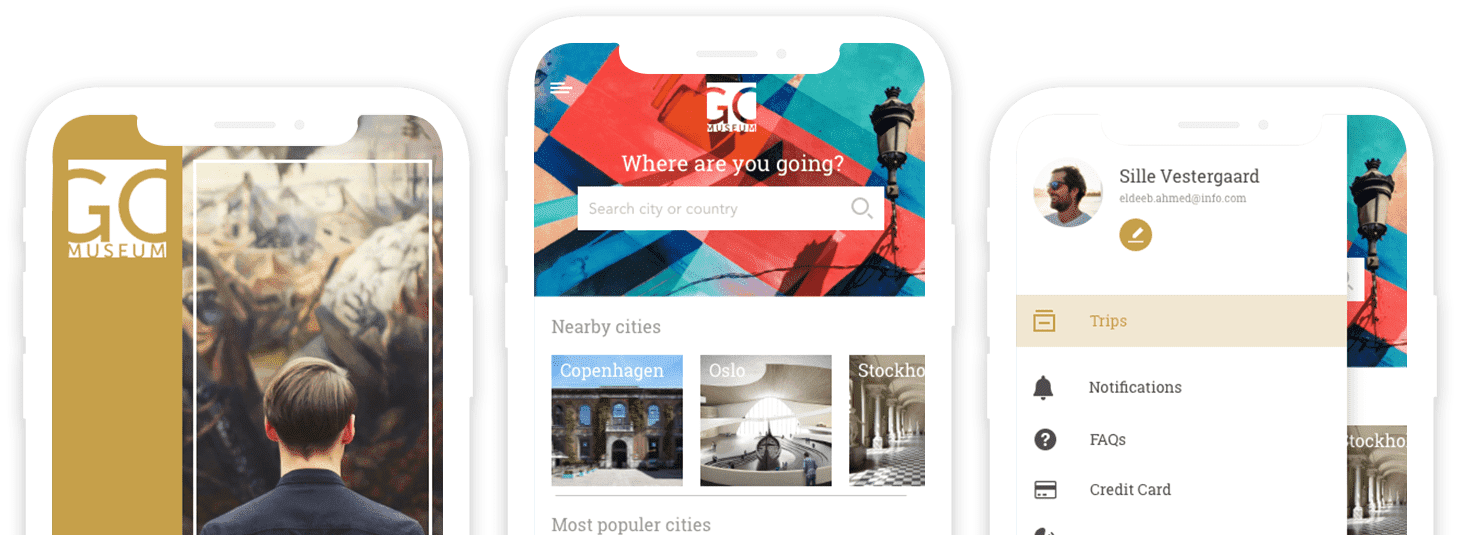 GO
MUSEUM
GO
MUSEUM
Where are you going?
Search city or country
Nearby cities
Copenhagen
Oslo
Stockho
Most populer cities
Sille Vestergaard
eldeeb.ahmed@info.com
Trips
Notifications
FAQs
Credit Card
Stockho